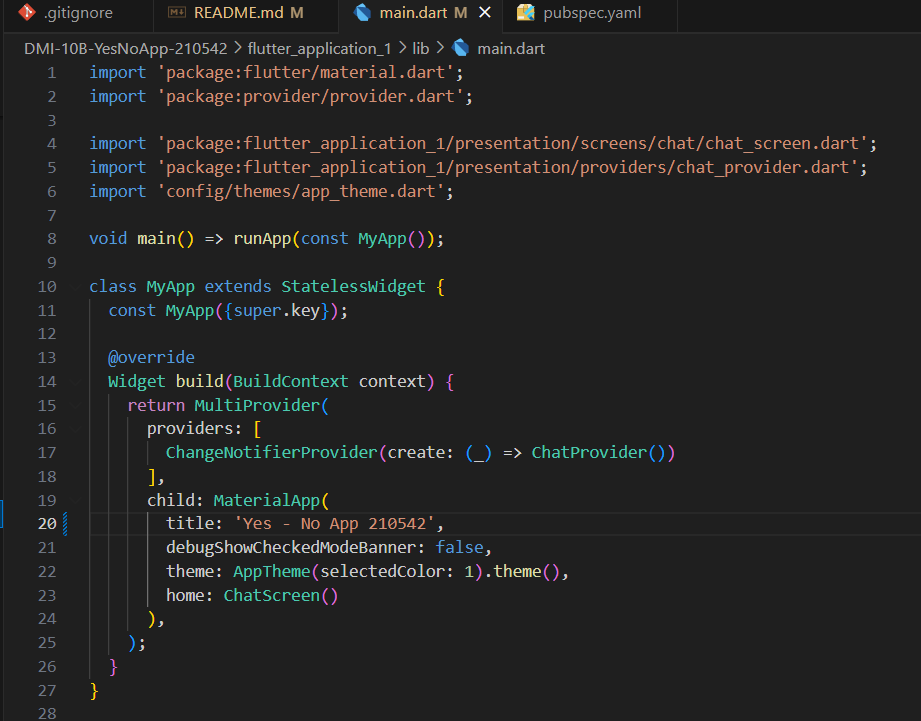 .gitignore
README.md M
main.dart M
pubspec.yaml
DMI-10B-YesNoApp-210542 > flutter_application_1 > lib > main.dart
1 import 'package:flutter/material.dart';
2 import 'package:provider/provider.dart';
3
4 import 'package:flutter_application_1/presentation/screens/chat/chat_screen.dart';
5 import 'package:flutter_application_1/presentation/providers/chat_provider.dart';
6 import 'config/themes/app_theme.dart';
7
8 void main() => runApp(const MyApp());
9
10 class MyApp extends StatelessWidget {
11   const MyApp({super.key});
12
13   @override
14   Widget build(BuildContext context) {
15     return MultiProvider(
16       providers: [
17         ChangeNotifierProvider(create: (_) => ChatProvider())
18       ],
19       child: MaterialApp(
20         title: 'Yes - No App 210542',
21         debugShowCheckedModeBanner: false,
22         theme: AppTheme(selectedColor: 1).theme(),
23         home: ChatScreen()
24       ),
25     );
26   }
27 }
28